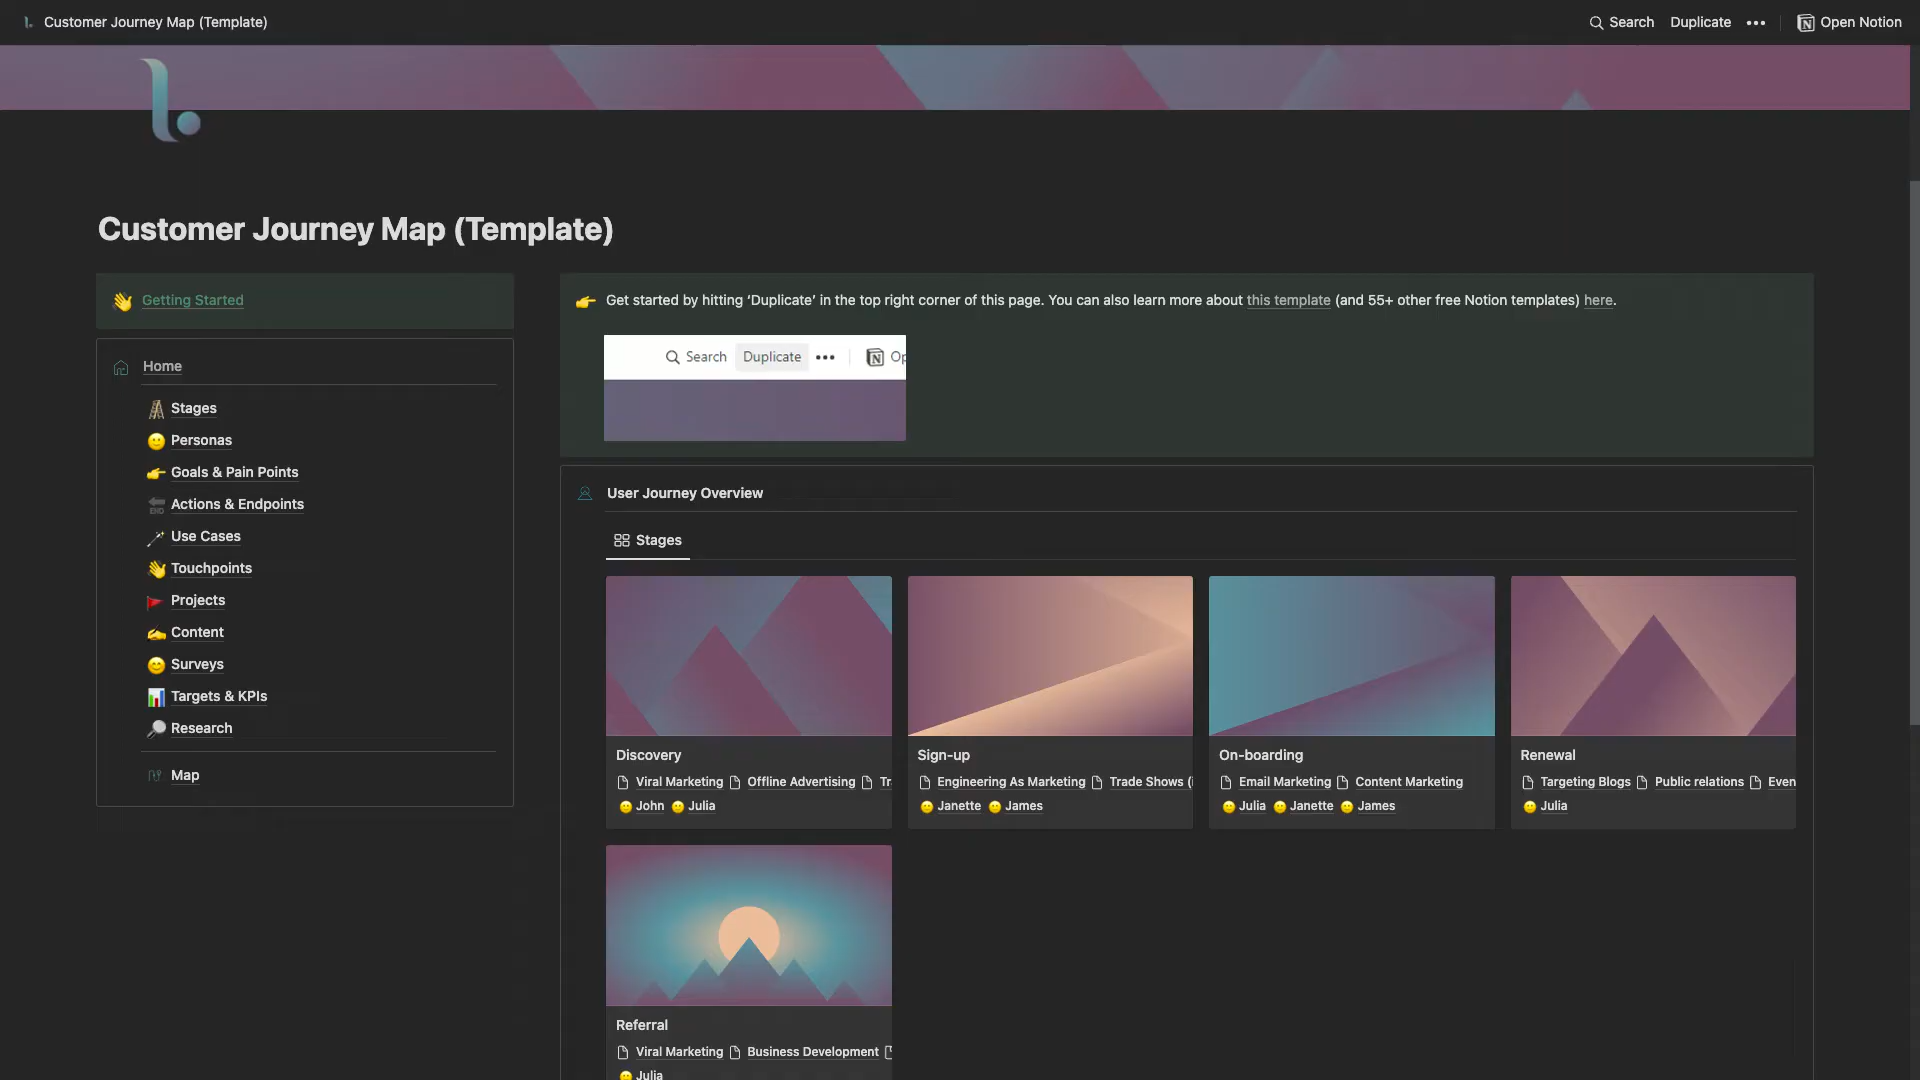 Customer Journey Map (Template)
Search Duplicate ••• Open Notion
Customer Journey Map (Template)
Getting Started
Home
Stages
Personas
Goals & Pain Points
Actions & Endpoints
Use Cases
Touchpoints
Projects
Content
Surveys
Targets & KPIs
Research
Map
Get started by hitting ‘Duplicate’ in the top right corner of this page. You can also learn more about this template (and 55+ other free Notion templates) here.
Search Duplicate ••• Op
User Journey Overview
Stages
Discovery
Viral Marketing Offline Advertising Tr
John Julia
Sign-up
Engineering As Marketing Trade Shows (
Janette James
On-boarding
Email Marketing Content Marketing
Julia Janette James
Renewal
Targeting Blogs Public relations Even
Julia
Referral
Viral Marketing Business Development
Julia